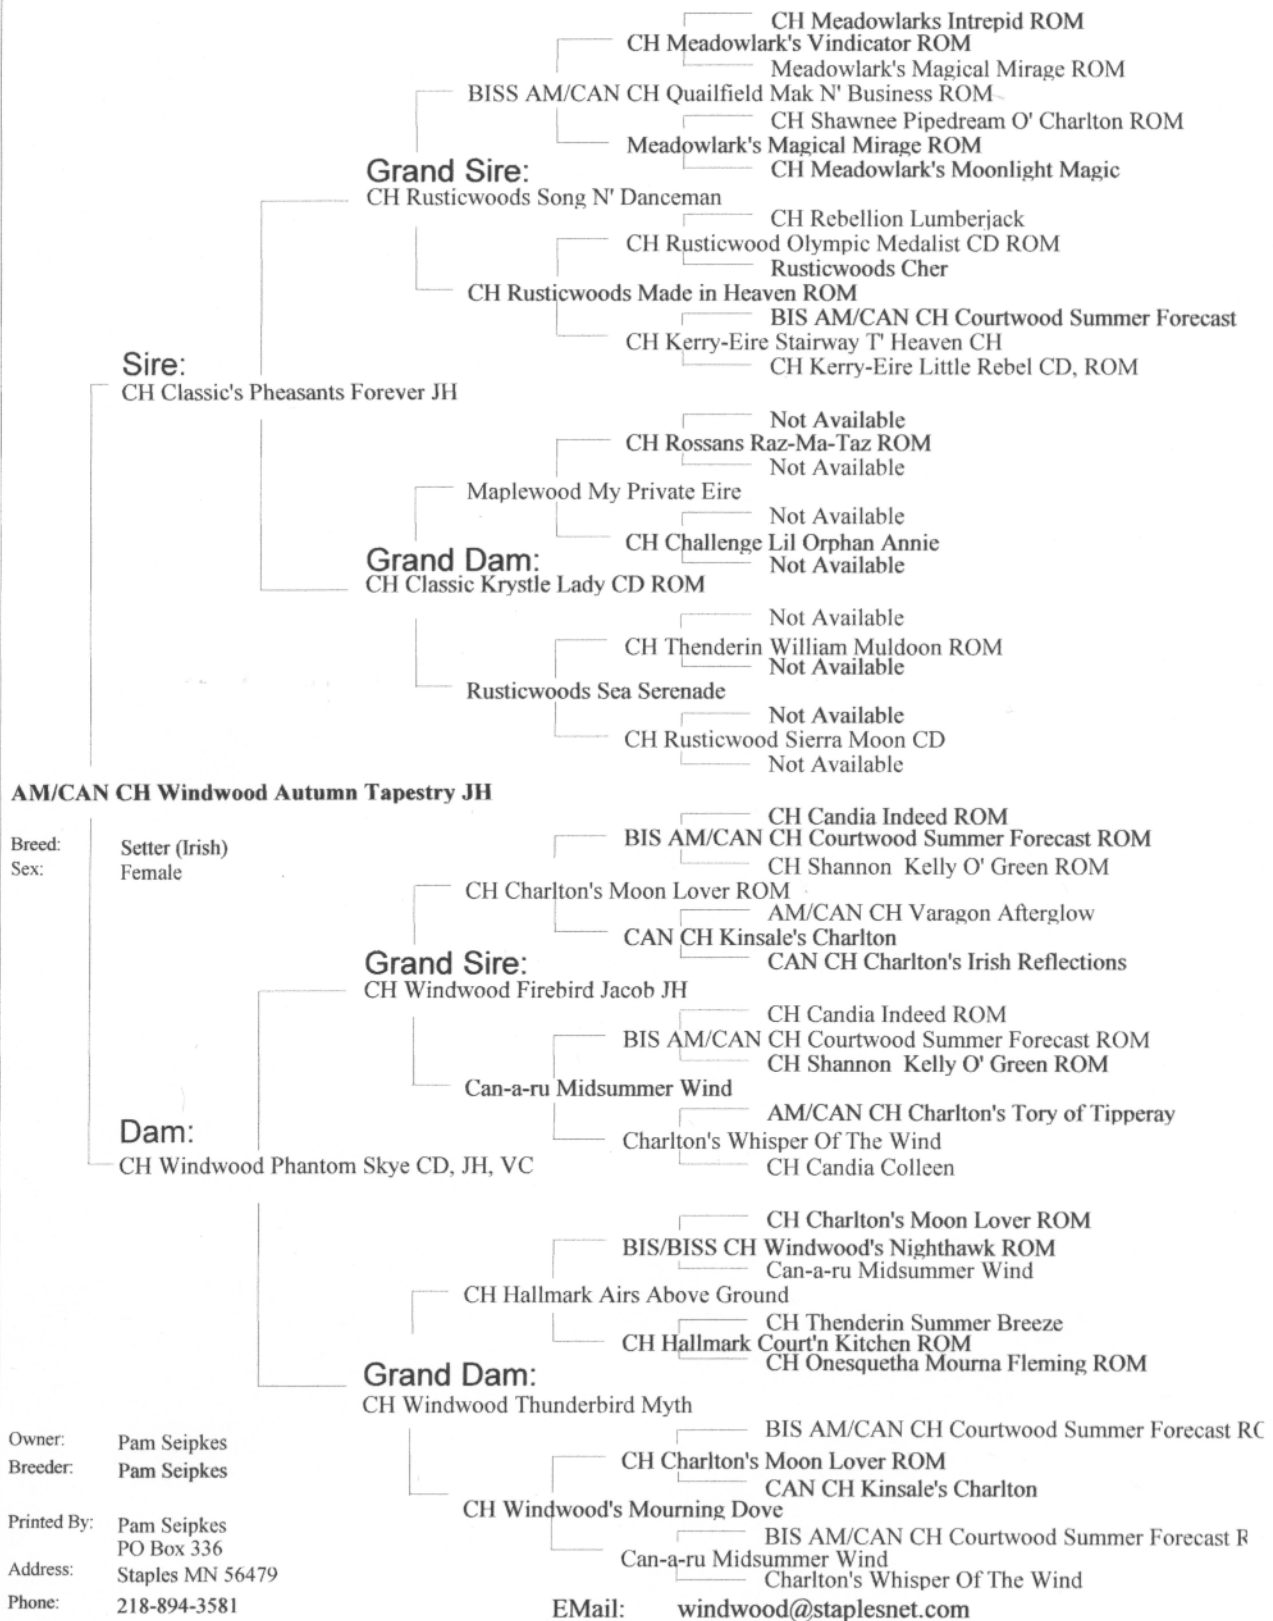 CH Meadowlarks Intrepid ROM
CH Meadowlark's Vindicator ROM
Meadowlark's Magical Mirage ROM
BISS AM/CAN CH Quailfield Mak N' Business ROM
CH Shawnee Pipedream O' Charlton ROM
Meadowlark's Magical Mirage ROM
CH Meadowlark's Moonlight Magic
Grand Sire:
CH Rusticwoods Song N' Danceman
CH Rebellion Lumberjack
CH Rusticwood Olympic Medalist CD ROM
Rusticwoods Cher
CH Rusticwoods Made in Heaven ROM
BIS AM/CAN CH Courtwood Summer Forecast
CH Kerry-Eire Stairway T' Heaven CH
CH Kerry-Eire Little Rebel CD, ROM
Sire:
CH Classic's Pheasants Forever JH
Not Available
CH Rossans Raz-Ma-Taz ROM
Not Available
Maplewood My Private Eire
Not Available
CH Challenge Lil Orphan Annie
Not Available
Grand Dam:
CH Classic Krystle Lady CD ROM
Not Available
CH Thenderin William Muldoon ROM
Not Available
Rusticwoods Sea Serenade
Not Available
CH Rusticwood Sierra Moon CD
Not Available
AM/CAN CH Windwood Autumn Tapestry JH
Breed: Setter (Irish)
Sex: Female
CH Candia Indeed ROM
BIS AM/CAN CH Courtwood Summer Forecast ROM
CH Shannon Kelly O' Green ROM
CH Charlton's Moon Lover ROM
AM/CAN CH Varagon Afterglow
CAN CH Kinsale's Charlton
CAN CH Charlton's Irish Reflections
Grand Sire:
CH Windwood Firebird Jacob JH
CH Candia Indeed ROM
BIS AM/CAN CH Courtwood Summer Forecast ROM
CH Shannon Kelly O' Green ROM
Can-a-ru Midsummer Wind
AM/CAN CH Charlton's Tory of Tipperay
Charlton's Whisper Of The Wind
CH Candia Colleen
Dam:
CH Windwood Phantom Skye CD, JH, VC
CH Charlton's Moon Lover ROM
BIS/BISS CH Windwood's Nighthawk ROM
Can-a-ru Midsummer Wind
CH Hallmark Airs Above Ground
CH Thenderin Summer Breeze
CH Hallmark Court'n Kitchen ROM
CH Onesquetha Mourna Fleming ROM
Grand Dam:
CH Windwood Thunderbird Myth
BIS AM/CAN CH Courtwood Summer Forecast RO
CH Charlton's Moon Lover ROM
CAN CH Kinsale's Charlton
CH Windwood's Mourning Dove
BIS AM/CAN CH Courtwood Summer Forecast R
Can-a-ru Midsummer Wind
Charlton's Whisper Of The Wind
Owner: Pam Seipkes
Breeder: Pam Seipkes
Printed By: Pam Seipkes
PO Box 336
Address: Staples MN 56479
Phone: 218-894-3581
EMail: windwood@staplesnet.com